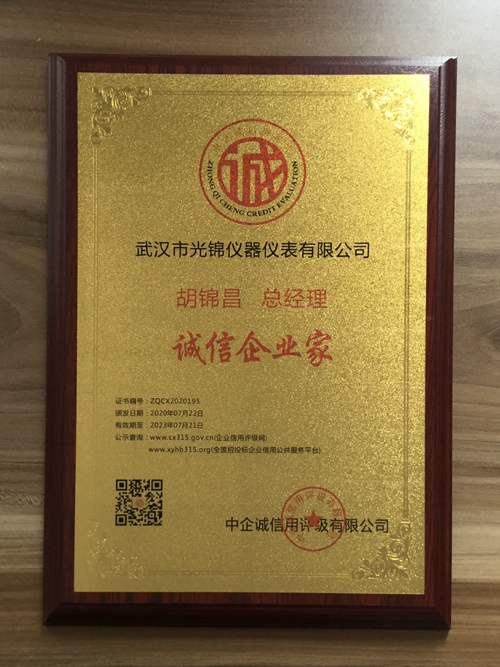 诚
ZHONG QI CHENG CREDIT EVALUATION
武汉市光锦仪器仪表有限公司
胡锦昌 总经理
诚信企业家
证书编号：ZQCX2020195
颁发日期：2020年07月22日
有效期至：2023年07月21日
公示查询：www.cx315.gov.cn(企业信用评级网)
www.xyhb315.org(全国招投标企业信用公共服务平台)
中企诚信用评级有限公司